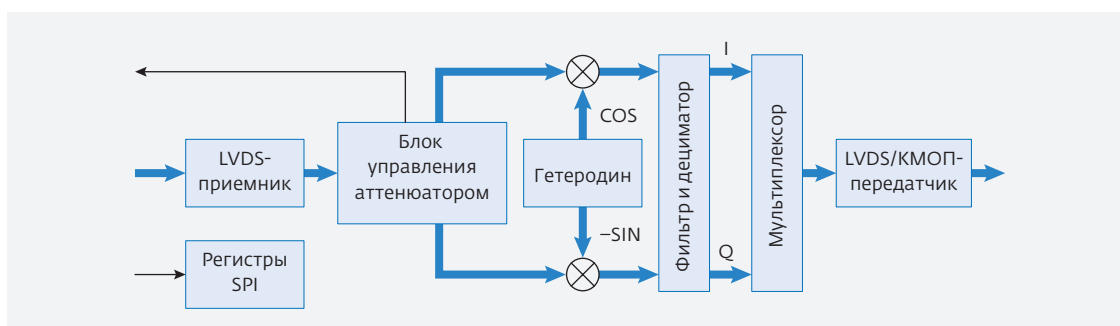 LVDS-
приемник
Регистры
SPI
Блок
управления
аттенюатором
COS
Гетеродин
–SIN
Фильтр и дециматор
I
Q
Мультиплексор
LVDS/КМОП-
передатчик